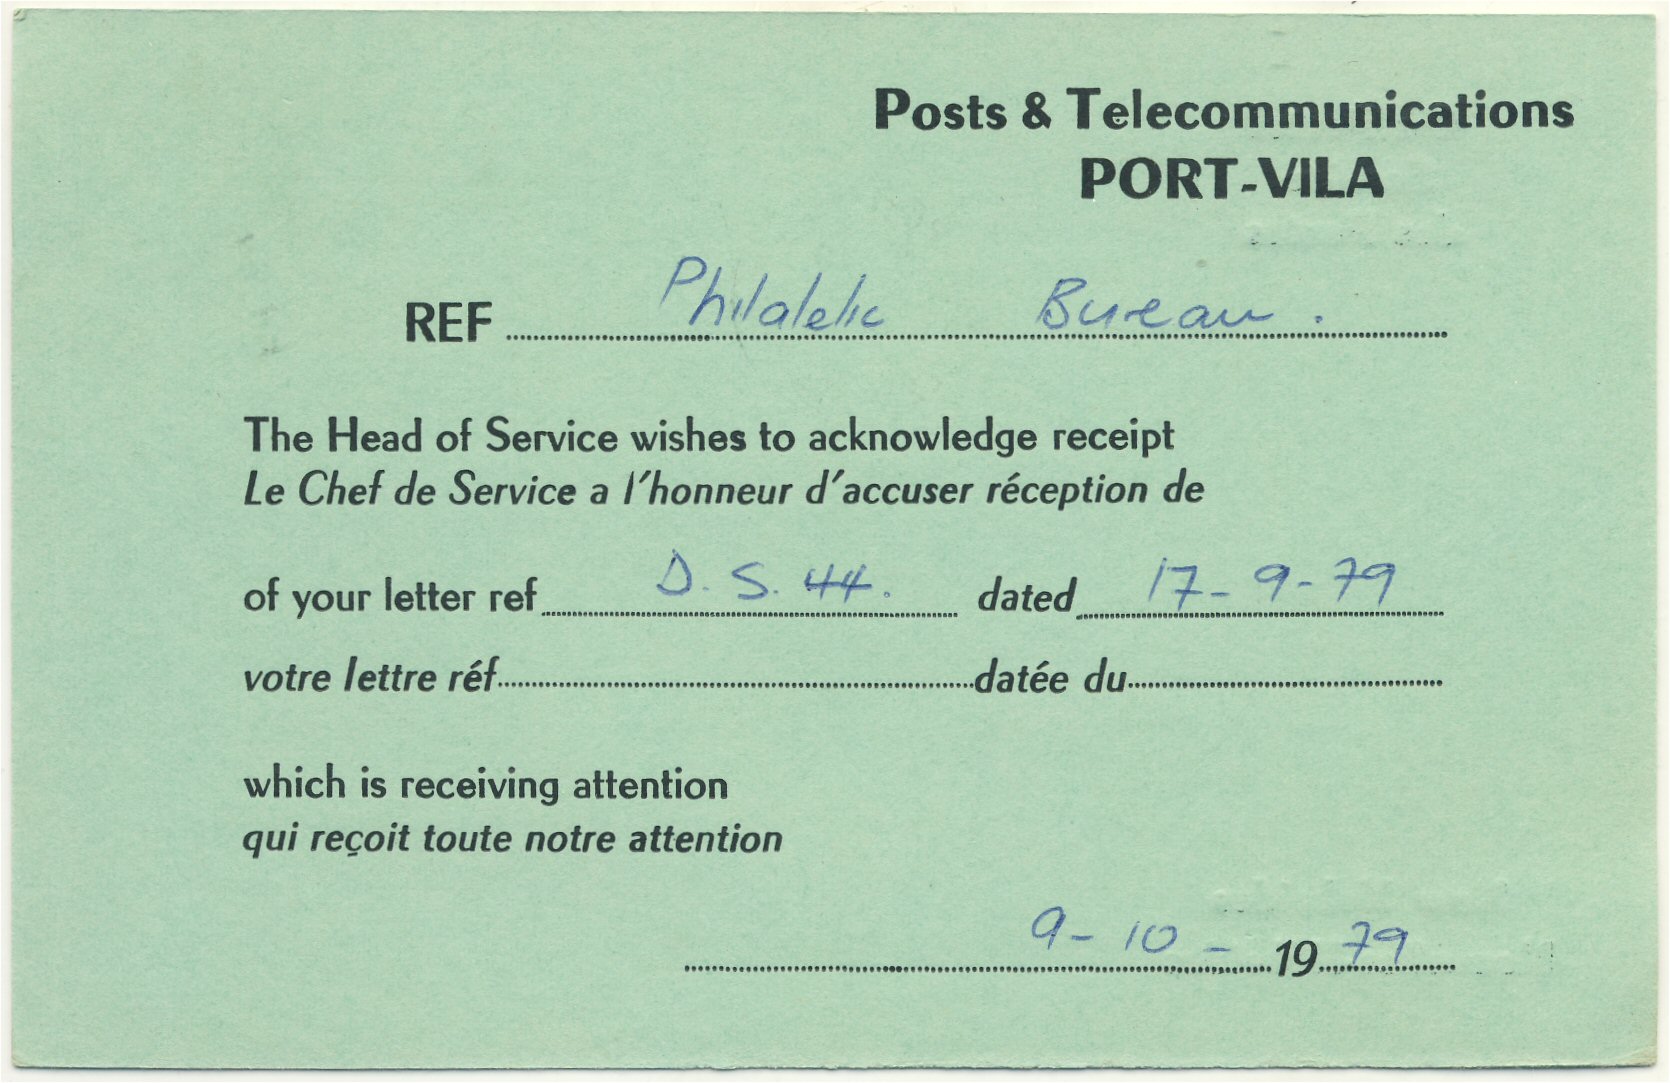 Posts & Telecommunications
PORT-VILA
REF Philatelic Bureau.
The Head of Service wishes to acknowledge receipt
Le Chef de Service a l'honneur d'accuser réception de
of your letter ref D. S. 44. dated 17-9-79
votre lettre réf datée du
which is receiving attention
qui reçoit toute notre attention
9-10-1979